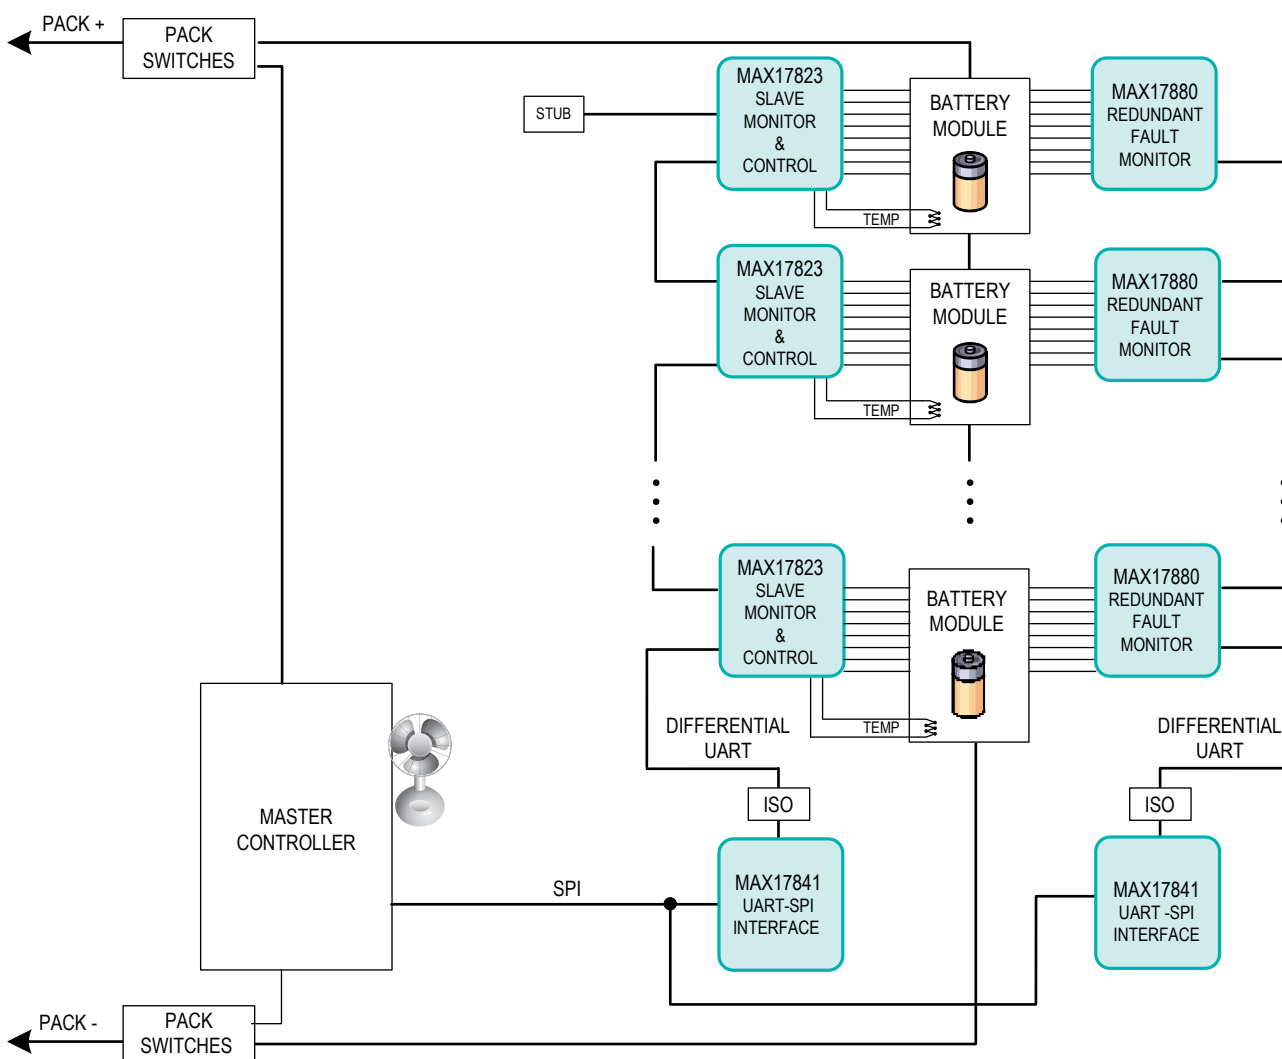 PACK +
PACK
SWITCHES
STUB
MAX17823
SLAVE
MONITOR
&
CONTROL
BATTERY
MODULE
MAX17880
REDUNDANT
FAULT
MONITOR
TEMP
MAX17823
SLAVE
MONITOR
&
CONTROL
BATTERY
MODULE
MAX17880
REDUNDANT
FAULT
MONITOR
TEMP
MAX17823
SLAVE
MONITOR
&
CONTROL
BATTERY
MODULE
MAX17880
REDUNDANT
FAULT
MONITOR
TEMP
DIFFERENTIAL
UART
DIFFERENTIAL
UART
ISO
ISO
MASTER
CONTROLLER
SPI
MAX17841
UART-SPI
INTERFACE
MAX17841
UART -SPI
INTERFACE
PACK -
PACK
SWITCHES